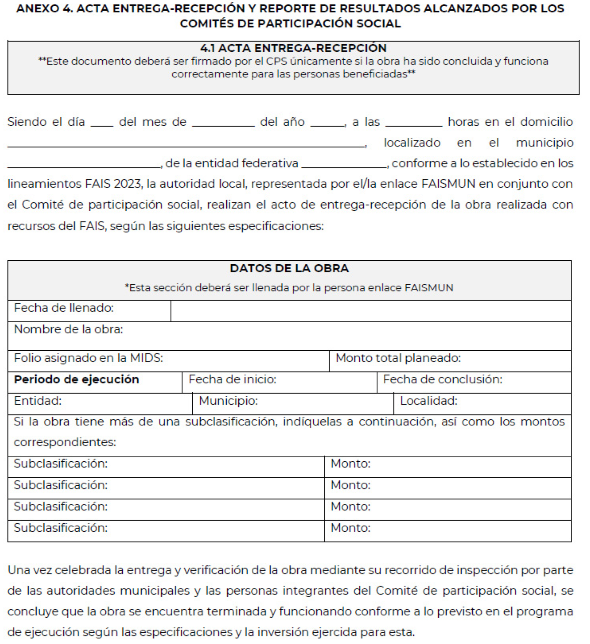 ANEXO 4. ACTA ENTREGA-RECEPCIÓN Y REPORTE DE RESULTADOS ALCANZADOS POR LOS
COMITÉS DE PARTICIPACIÓN SOCIAL
4.1 ACTA ENTREGA-RECEPCIÓN
**Este documento deberá ser firmado por el CPS únicamente si la obra ha sido concluida y funciona
correctamente para las personas beneficiadas**
Siendo el día ____ del mes de __________ del año _____, a las _________ horas en el domicilio
___________________________________________________, localizado en el municipio
______________________, de la entidad federativa ____________, conforme a lo establecido en los
lineamientos FAIS 2023, la autoridad local, representada por el/la enlace FAISMUN en conjunto con
el Comité de participación social, realizan el acto de entrega-recepción de la obra realizada con
recursos del FAIS, según las siguientes especificaciones:
DATOS DE LA OBRA
*Esta sección deberá ser llenada por la persona enlace FAISMUN
Fecha de llenado:
Nombre de la obra:
Folio asignado en la MIDS: Monto total planeado:
Periodo de ejecución Fecha de inicio: Fecha de conclusión:
Entidad: Municipio: Localidad:
Si la obra tiene más de una subclasificación, indíquelas a continuación, así como los montos
correspondientes:
Subclasificación: Monto:
Subclasificación: Monto:
Subclasificación: Monto:
Subclasificación: Monto:
Una vez celebrada la entrega y verificación de la obra mediante su recorrido de inspección por parte
de las autoridades municipales y las personas integrantes del Comité de participación social, se
concluye que la obra se encuentra terminada y funcionando conforme a lo previsto en el programa
de ejecución según las especificaciones y la inversión ejercida para esta.